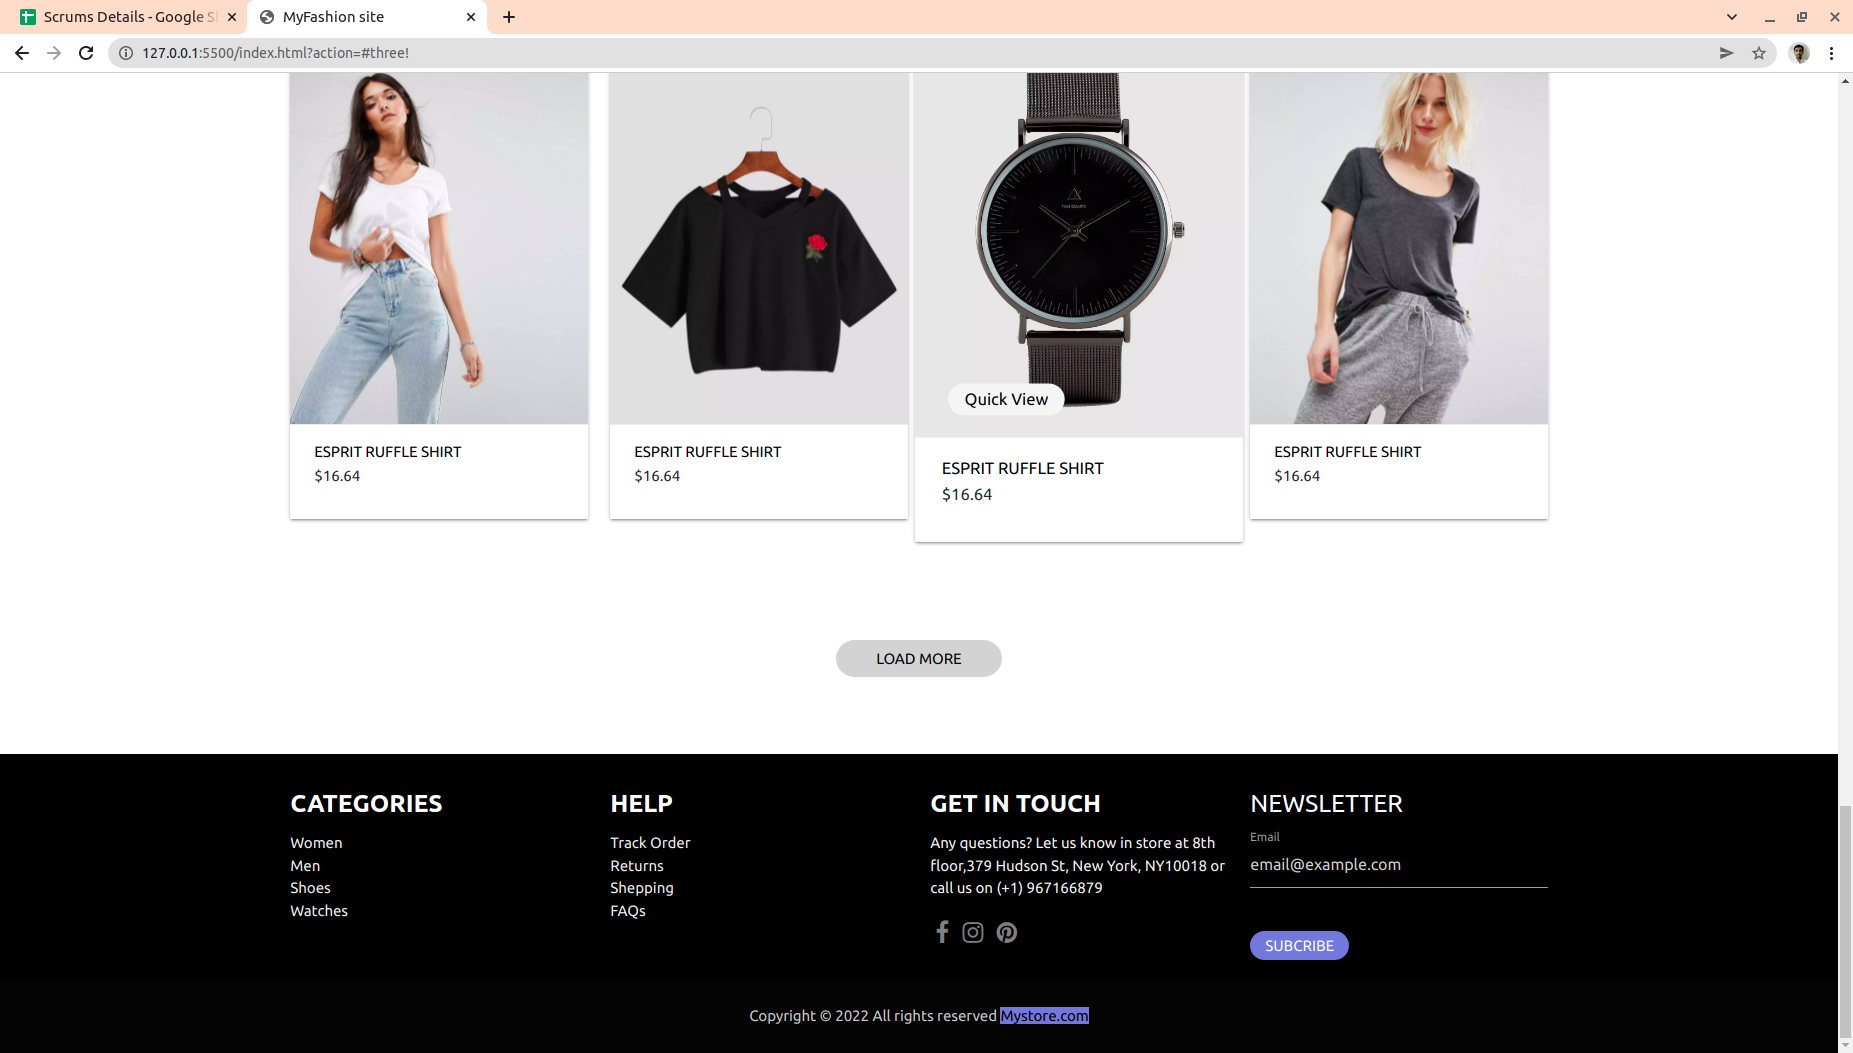 Scrums Details - Google S
MyFashion site
127.0.0.1:5500/index.html?action=#three!
Quick View
ESPRIT RUFFLE SHIRT
$16.64
ESPRIT RUFFLE SHIRT
$16.64
ESPRIT RUFFLE SHIRT
$16.64
ESPRIT RUFFLE SHIRT
$16.64
LOAD MORE
CATEGORIES
Women
Men
Shoes
Watches
HELP
Track Order
Returns
Shepping
FAQs
GET IN TOUCH
Any questions? Let us know in store at 8th
floor,379 Hudson St, New York, NY10018 or
call us on (+1) 967166879
NEWSLETTER
Email
email@example.com
SUBCRIBE
Copyright © 2022 All rights reserved Mystore.com